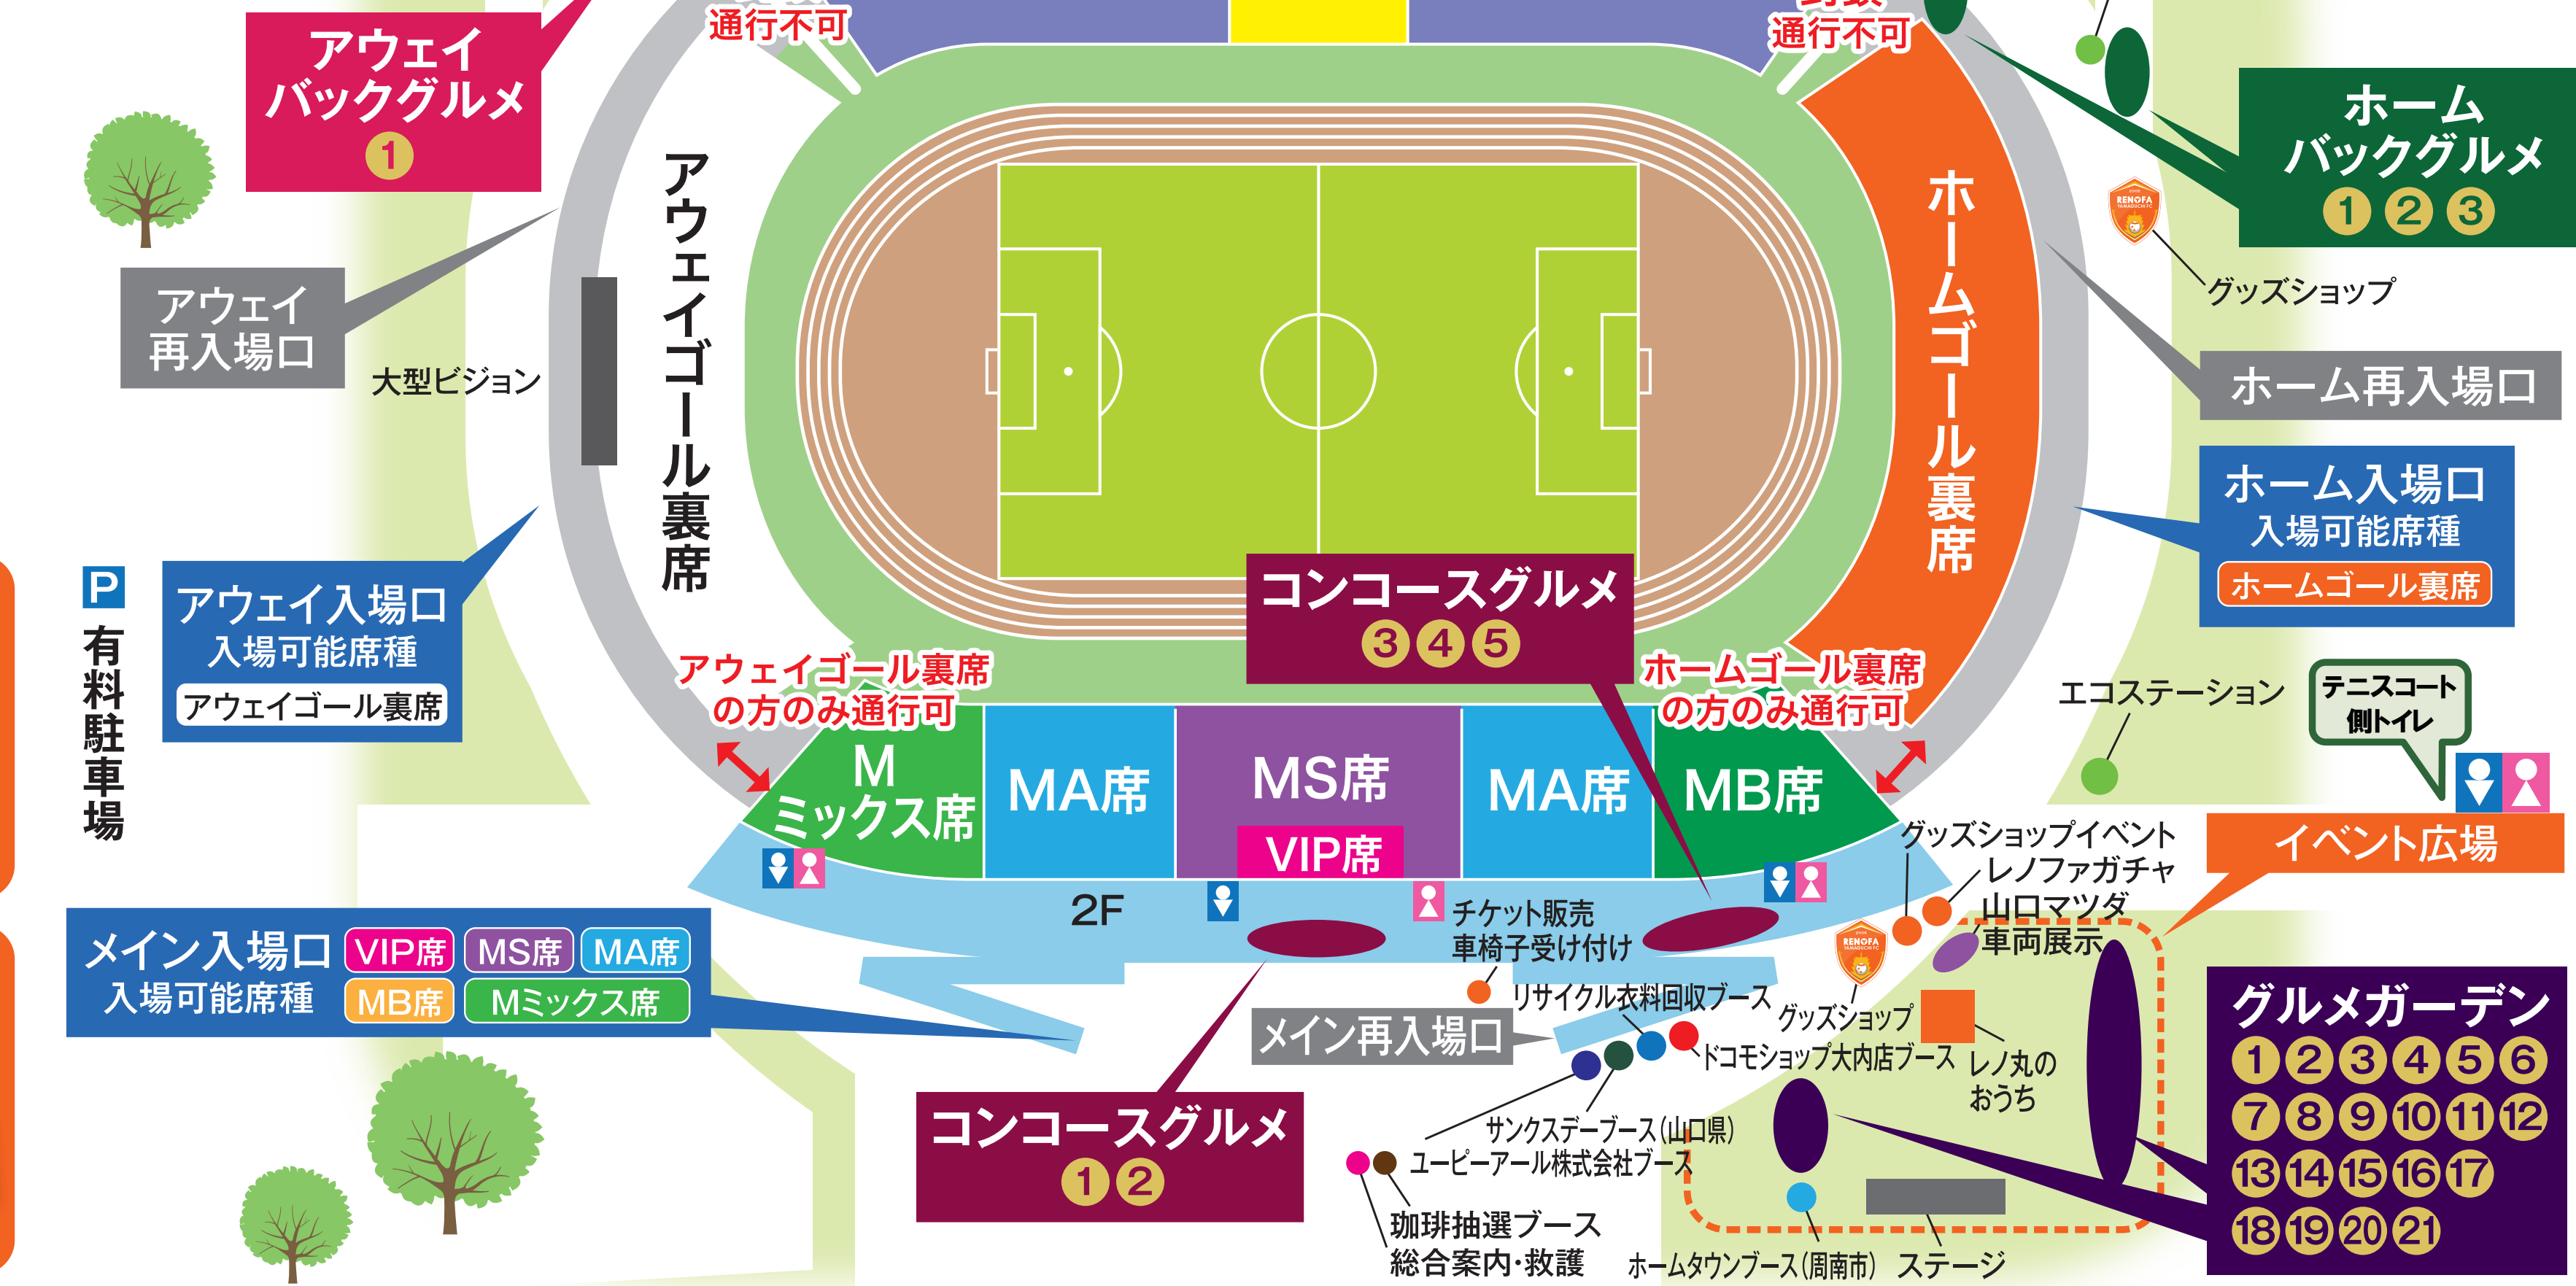 通行不可
通行不可
アウェイ
バックグルメ
1
ホーム
バックグルメ
1 2 3
RENOFA
グッズショップ
アウェイゴール裏席
ホームゴール裏席
アウェイ
再入場口
大型ビジョン
ホーム再入場口
ホーム入場口
入場可能席種
ホームゴール裏席
P
有料駐車場
アウェイ入場口
入場可能席種
アウェイゴール裏席
コンコースグルメ
3 4 5
アウェイゴール裏席
の方のみ通行可
ホームゴール裏席
の方のみ通行可
エコステーション
テニスコート
側トイレ
M
ミックス席
MA席
MS席
VIP席
MA席
MB席
2F
イベント広場
グッズショップイベント
レノファガチャ
山口マツダ
車両展示
メイン入場口
入場可能席種
VIP席 MS席 MA席
MB席 Mミックス席
チケット販売
車椅子受け付け
リサイクル衣料回収ブース
RENOFA
グッズショップ
メイン再入場口
ドコモショップ大内店ブース
レノ丸の
おうち
コンコースグルメ
1 2
サンクスデーブース(山口県)
ユーピーアール株式会社ブース
珈琲抽選ブース
総合案内・救護
ホームタウンブース(周南市)
ステージ
グルメガーデン
1 2 3 4 5 6
7 8 9 10 11 12
13 14 15 16 17
18 19 20 21